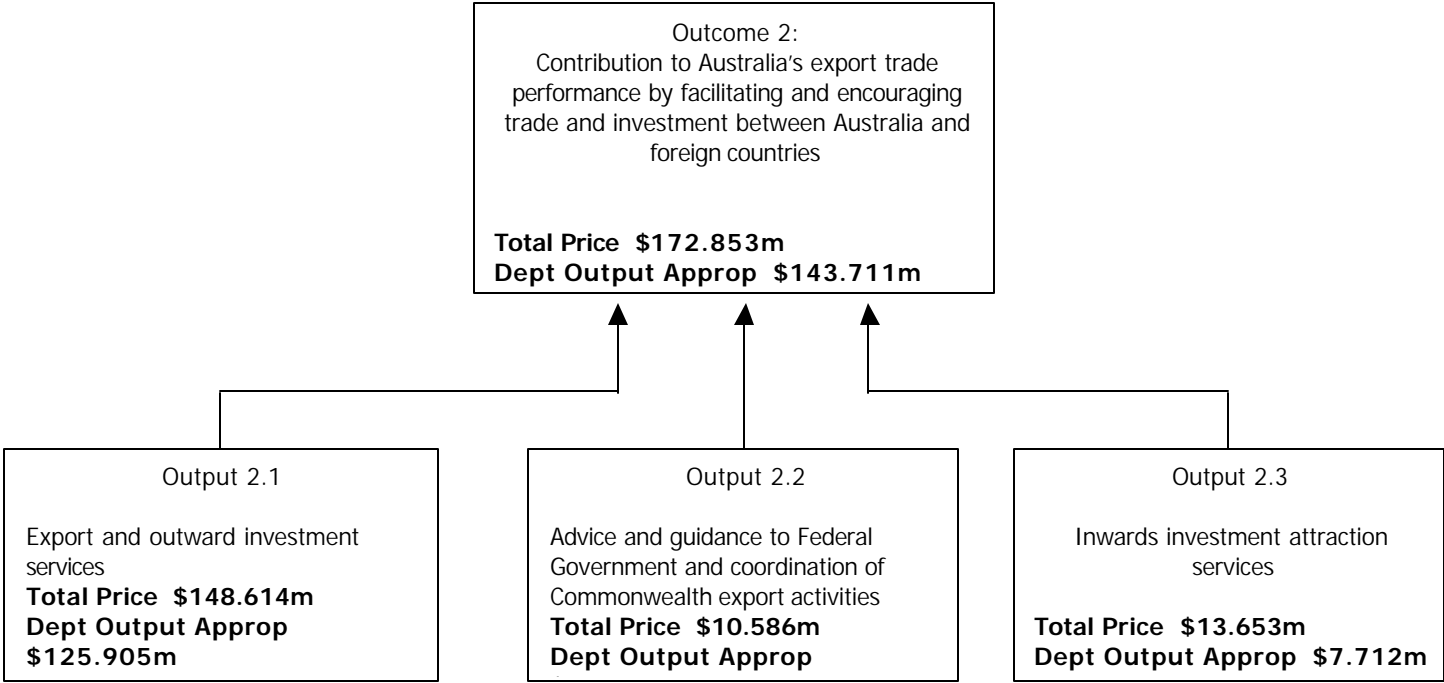 Outcome 2:
Contribution to Australia's export trade
performance by facilitating and encouraging
trade and investment between Australia and
foreign countries
Total Price $172.853m
Dept Output Approp $143.711m
Output 2.1
Export and outward investment
services
Total Price $148.614m
Dept Output Approp
$125.905m
Output 2.2
Advice and guidance to Federal
Government and coordination of
Commonwealth export activities
Total Price $10.586m
Dept Output Approp
Output 2.3
Inwards investment attraction
services
Total Price $13.653m
Dept Output Approp $7.712m